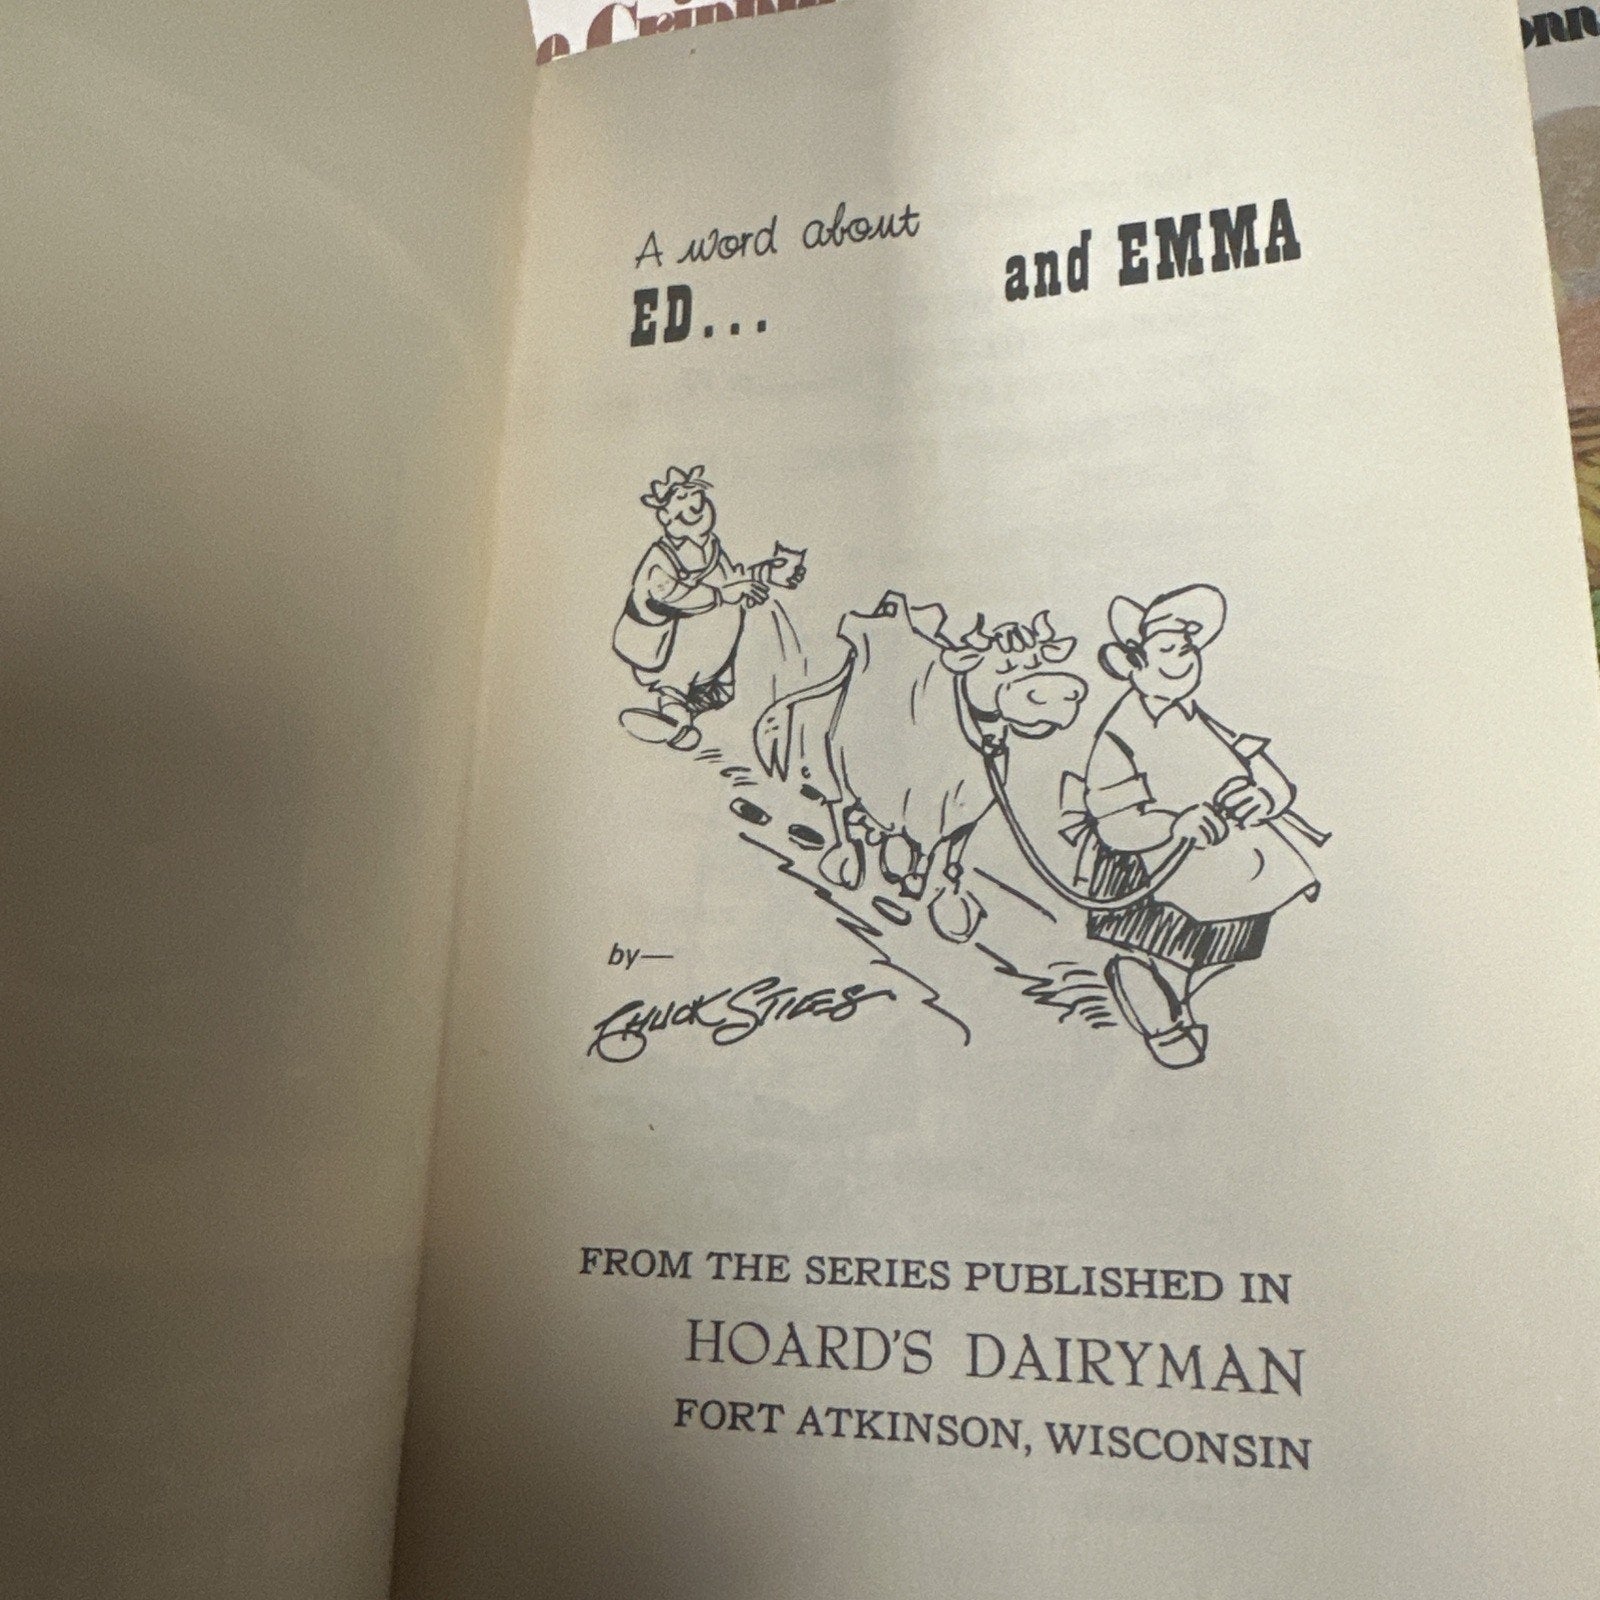 A word about
ED...
and EMMA
by—
CHUCK STILES
FROM THE SERIES PUBLISHED IN
HOARD'S DAIRYMAN
FORT ATKINSON, WISCONSIN